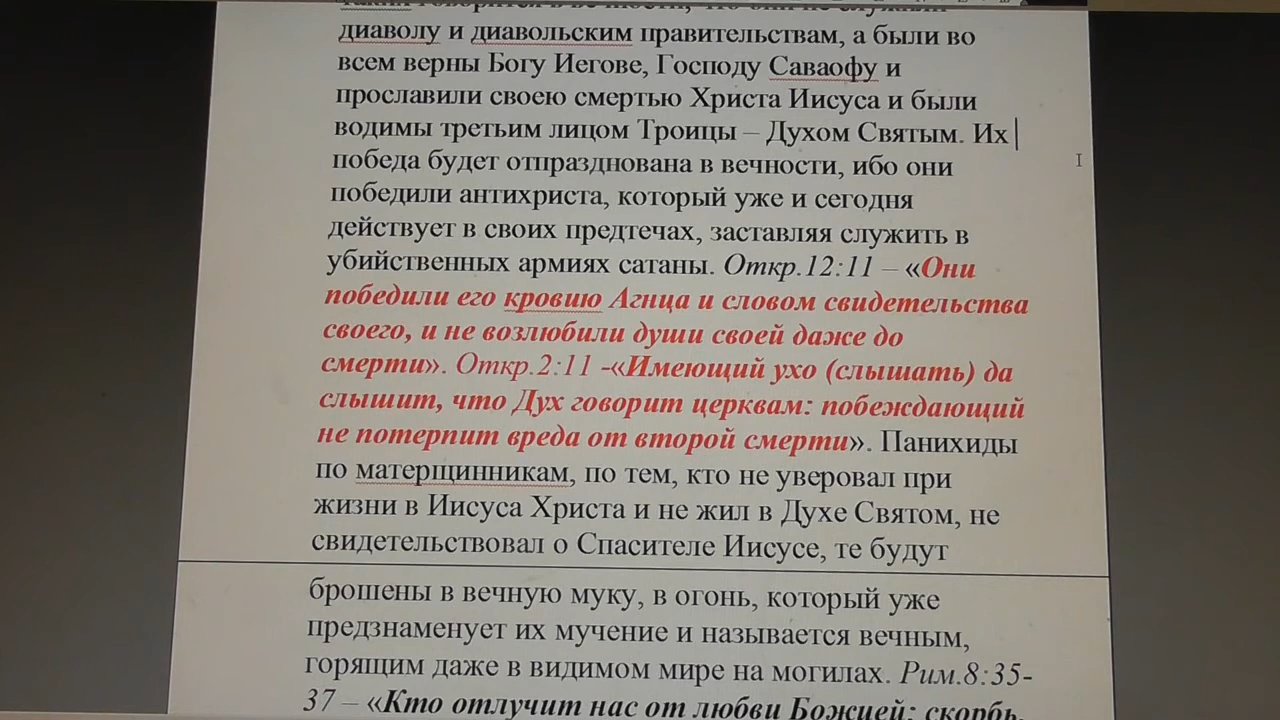 диаволу и диавольским правительствам, а были во
всем верны Богу Иегове, Господу Саваофу и
прославили своею смертью Христа Иисуса и были
водимы третьим лицом Троицы – Духом Святым. Их
победа будет отпразднована в вечности, ибо они
победили антихриста, который уже и сегодня
действует в своих предтечах, заставляя служить в
убийственных армиях сатаны. Откр.12:11 – «Они
победили его кровию Агнца и словом свидетельства
своего, и не возлюбили души своей даже до
смерти». Откр.2:11 -«Имеющий ухо (слышать) да
слышит, что Дух говорит церквам: побеждающий
не потерпит вреда от второй смерти». Панихиды
по матерщинникам, по тем, кто не уверовал при
жизни в Иисуса Христа и не жил в Духе Святом, не
свидетельствовал о Спасителе Иисусе, те будут
брошены в вечную муку, в огонь, который уже
предзнаменует их мучение и называется вечным,
горящим даже в видимом мире на могилах. Рим.8:35-
37 – «Кто отлучит нас от любви Божией: скорбь,